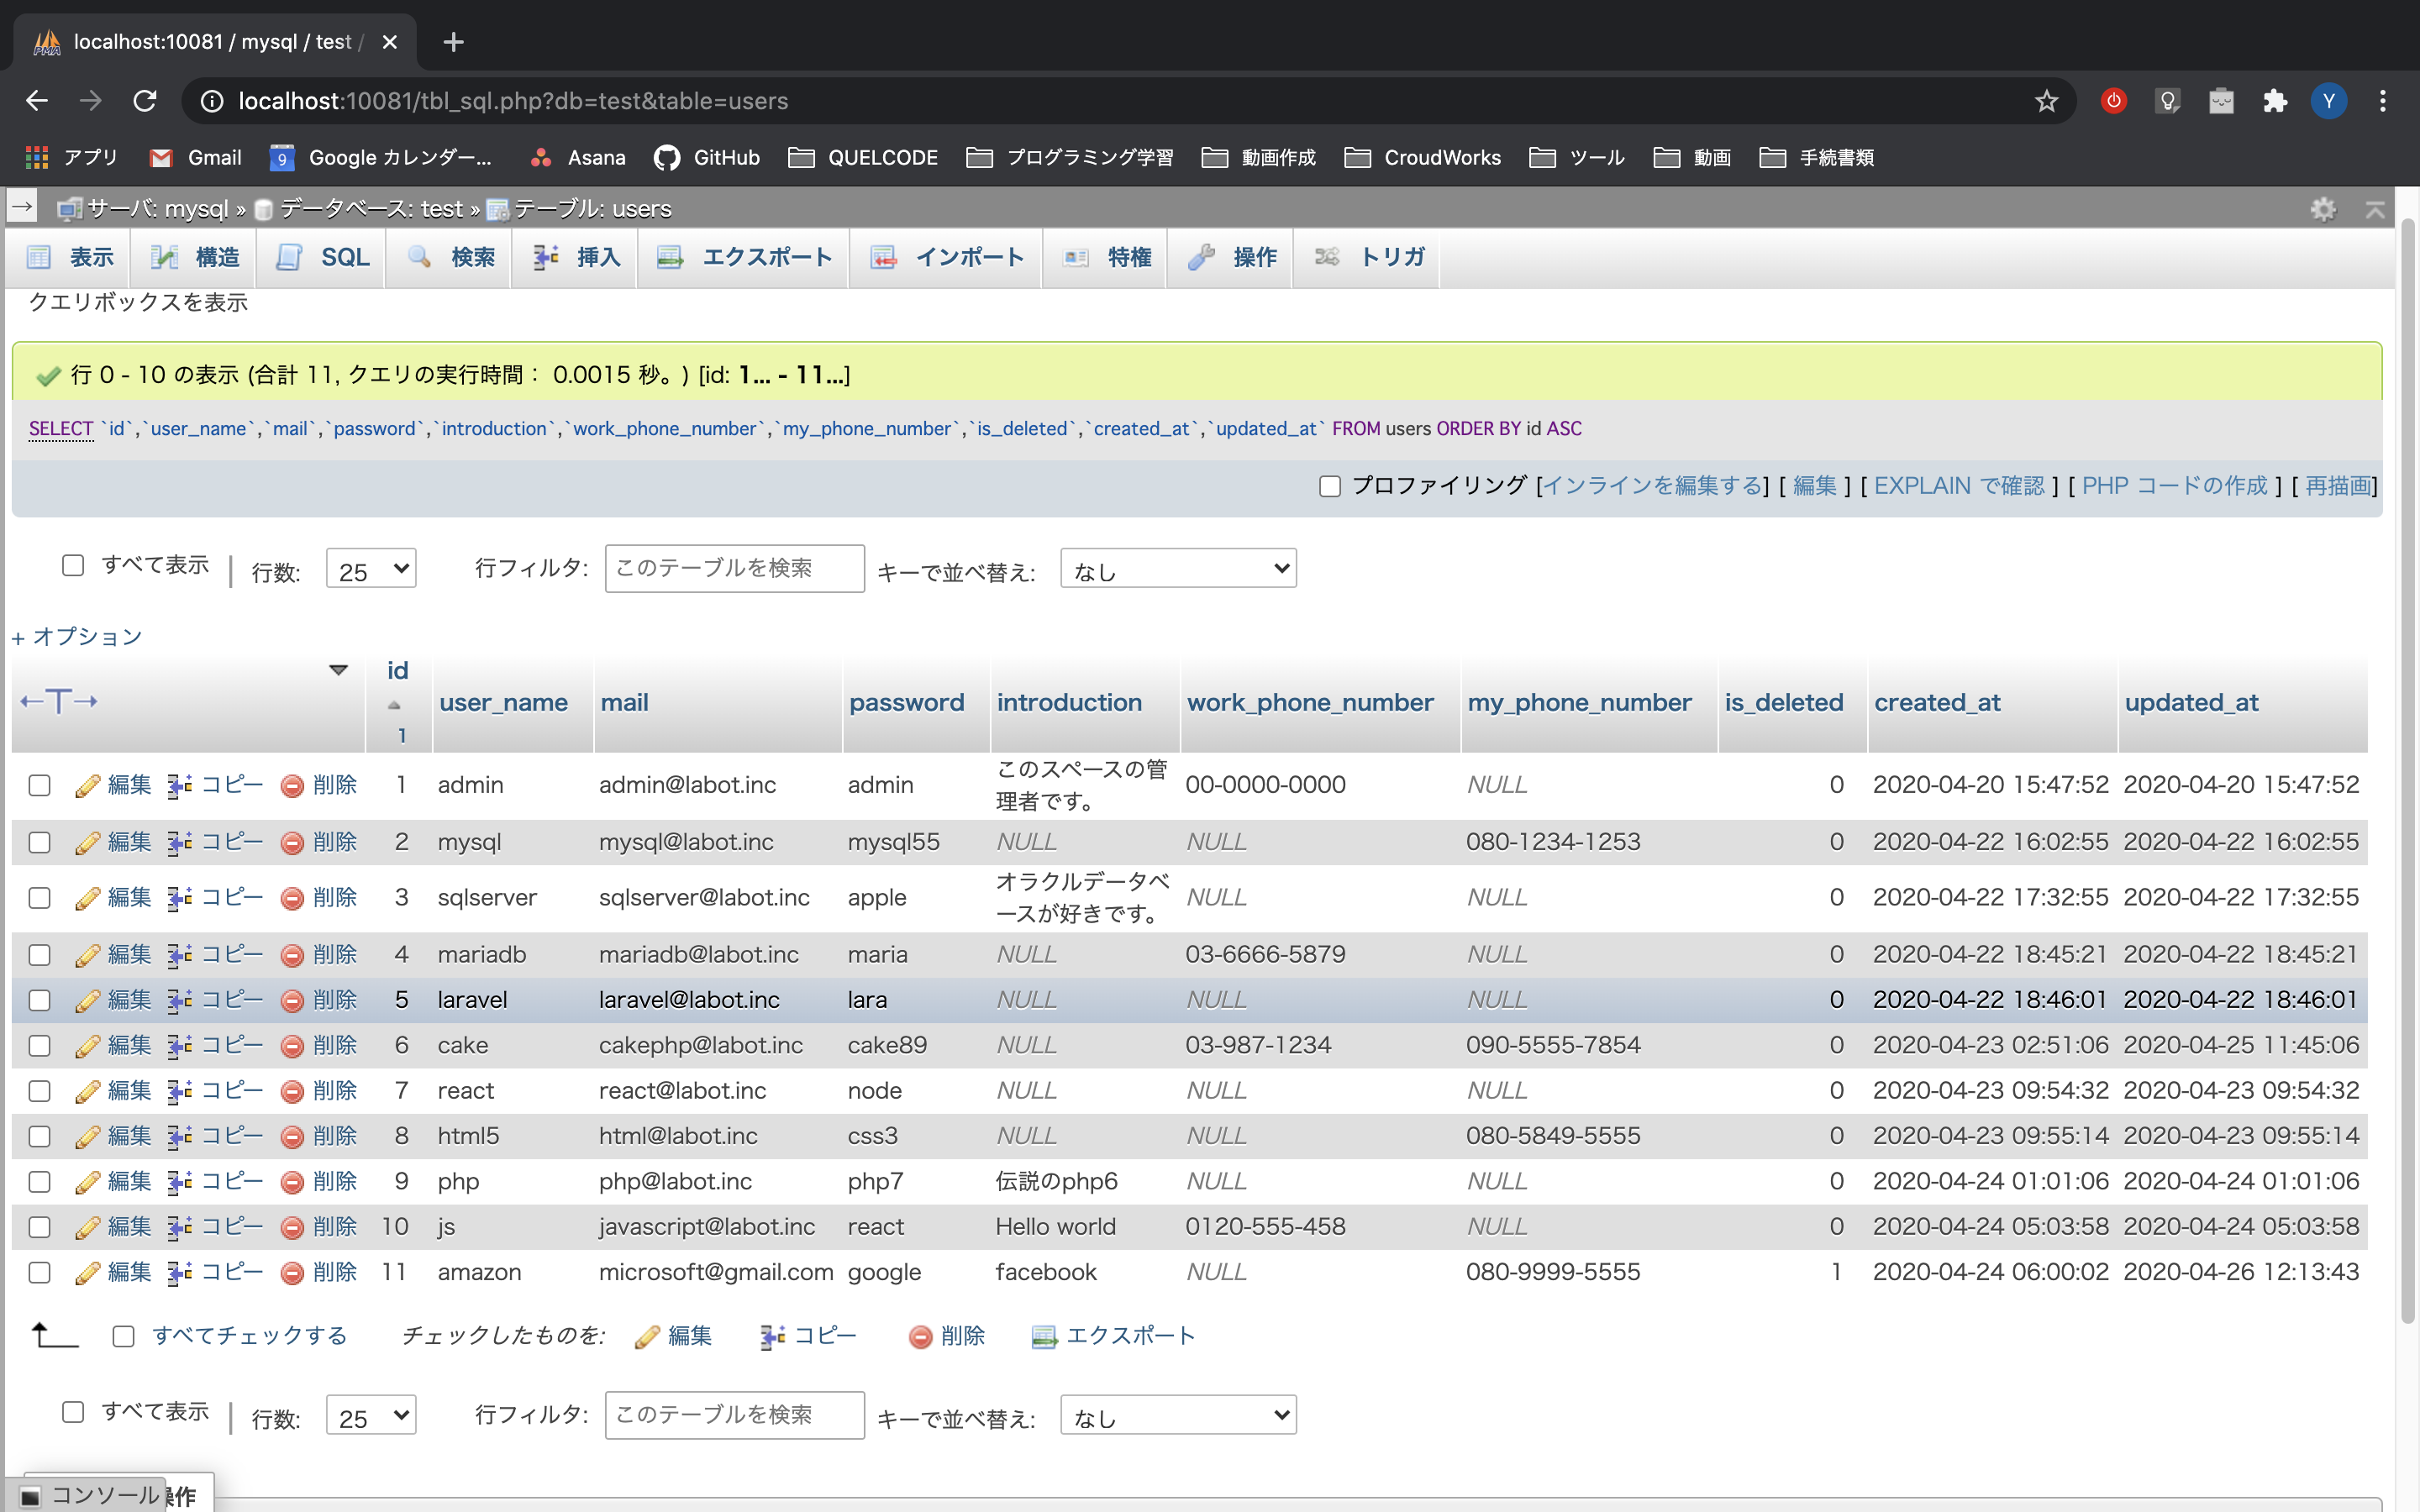 localhost:10081 / mysql / test /
localhost:10081/tbl_sql.php?db=test&table=users
Y
アプリ Gmail 9 Google カレンダー... Asana GitHub QUELCODE プログラミング学習 動画作成 CroudWorks ツール 動画 手続書類
サーバ: mysql » データベース: test » テーブル: users
表示 構造 SQL 検索 挿入 エクスポート インポート 特権 操作 トリガ
クエリボックスを表示
行 0 - 10 の表示 (合計 11, クエリの実行時間： 0.0015 秒。) [id: 1... - 11...]
SELECT `id`,`user_name`,`mail`,`password`,`introduction`,`work_phone_number`,`my_phone_number`,`is_deleted`,`created_at`,`updated_at` FROM users ORDER BY id ASC
プロファイリング [インラインを編集する] [ 編集 ] [ EXPLAIN で確認 ] [ PHP コードの作成 ] [ 再描画]
すべて表示 | 行数: 25 行フィルタ: このテーブルを検索 キーで並べ替え: なし
+ オプション
←T→ id 1 user_name mail password introduction work_phone_number my_phone_number is_deleted created_at updated_at
編集 コピー 削除 1 admin admin@labot.inc admin このスペースの管理者です。 00-0000-0000 NULL 0 2020-04-20 15:47:52 2020-04-20 15:47:52
編集 コピー 削除 2 mysql mysql@labot.inc mysql55 NULL NULL 080-1234-1253 0 2020-04-22 16:02:55 2020-04-22 16:02:55
編集 コピー 削除 3 sqlserver sqlserver@labot.inc apple オラクルデータベースが好きです。 NULL NULL 0 2020-04-22 17:32:55 2020-04-22 17:32:55
編集 コピー 削除 4 mariadb mariadb@labot.inc maria NULL 03-6666-5879 NULL 0 2020-04-22 18:45:21 2020-04-22 18:45:21
編集 コピー 削除 5 laravel laravel@labot.inc lara NULL NULL NULL 0 2020-04-22 18:46:01 2020-04-22 18:46:01
編集 コピー 削除 6 cake cakephp@labot.inc cake89 NULL 03-987-1234 090-5555-7854 0 2020-04-23 02:51:06 2020-04-25 11:45:06
編集 コピー 削除 7 react react@labot.inc node NULL NULL NULL 0 2020-04-23 09:54:32 2020-04-23 09:54:32
編集 コピー 削除 8 html5 html@labot.inc css3 NULL NULL 080-5849-5555 0 2020-04-23 09:55:14 2020-04-23 09:55:14
編集 コピー 削除 9 php php@labot.inc php7 伝説のphp6 NULL NULL 0 2020-04-24 01:01:06 2020-04-24 01:01:06
編集 コピー 削除 10 js javascript@labot.inc react Hello world 0120-555-458 NULL 0 2020-04-24 05:03:58 2020-04-24 05:03:58
編集 コピー 削除 11 amazon microsoft@gmail.com google facebook NULL 080-9999-5555 1 2020-04-24 06:00:02 2020-04-26 12:13:43
すべてチェックする チェックしたものを: 編集 コピー 削除 エクスポート
すべて表示 | 行数: 25 行フィルタ: このテーブルを検索 キーで並べ替え: なし
コンソール 操作